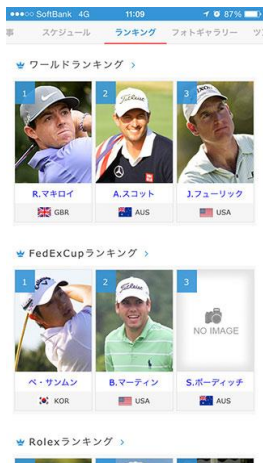 SoftBank 4G 11:09 87%
事 スケジュール ランキング フォトギャラリー ツ
ワールドランキング >
1 2 3
Titleist
R.マキロイ A.スコット J.フューリック
GBR AUS USA
FedExCupランキング >
1 2 3
Titleist
NO IMAGE
ベ・サンムン B.マーティン S.ボーディッチ
KOR USA AUS
Rolexランキング >